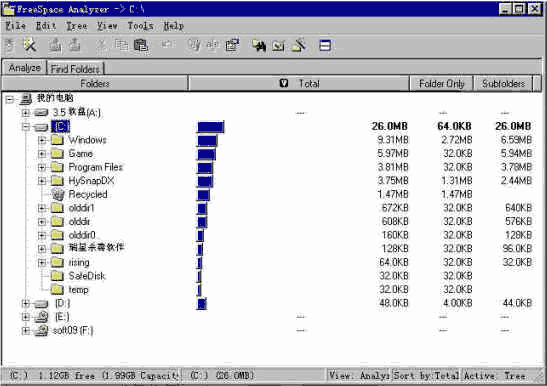 FreeSpace Analyzer -> C:\
File Edit Tree View Tools Help
Analyze Find Folders
Folders Total Folder Only Subfolders
我的电脑
3.5 软盘 (A:) --- --- ---
(C:) 26.0MB 64.0KB 26.0MB
Windows 9.31MB 2.72MB 6.59MB
Game 5.97MB 32.0KB 5.94MB
Program Files 3.81MB 32.0KB 3.78MB
HySnapDX 3.75MB 1.31MB 2.44MB
Recycled 1.47MB 1.47MB
olddir1 672KB 32.0KB 640KB
olddir 608KB 32.0KB 576KB
olddir0 160KB 32.0KB 128KB
瑞星杀毒软件 128KB 32.0KB 96.0KB
rising 64.0KB 32.0KB 32.0KB
SafeDisk 32.0KB 32.0KB
temp 32.0KB 32.0KB
(D:) 48.0KB 4.00KB 44.0KB
(E:) --- --- ---
soft09 (F:) --- --- ---
(C:) 1.12GB free (1.99GB Capacity (C:) (26.0MB) View: Analys Sort by:Total Active: Tree